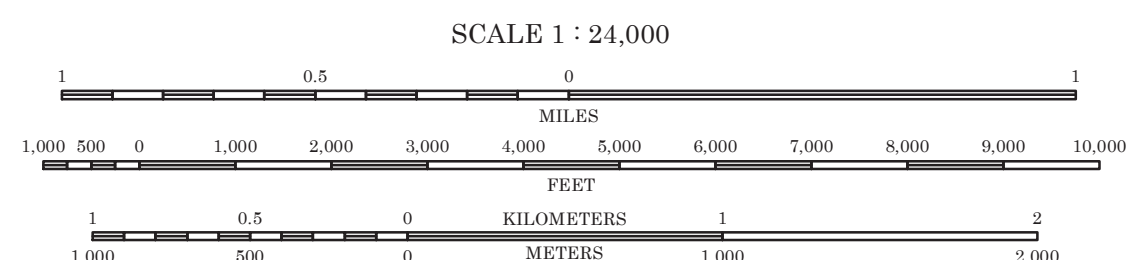 SCALE 1 : 24,000
1 0.5 0 1
MILES
1,000 500 0 1,000 2,000 3,000 4,000 5,000 6,000 7,000 8,000 9,000 10,000
FEET
1 0.5 0 KILOMETERS 1 2
1,000 500 0 METERS 1,000 2,000